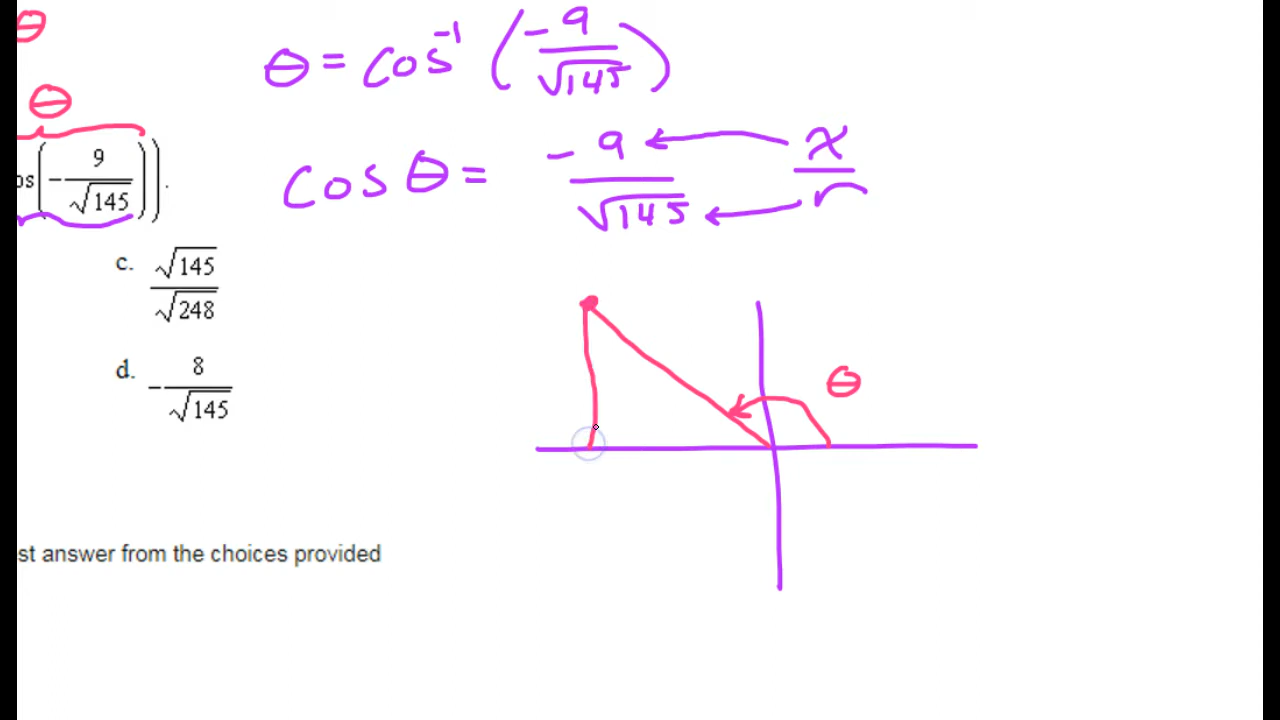 θ
θ = cos⁻¹ (-9/√145)
θ
os(-9/√145)).
cos θ = -9/√145 x/r
c. √145/√248
θ
d. -8/√145
st answer from the choices provided